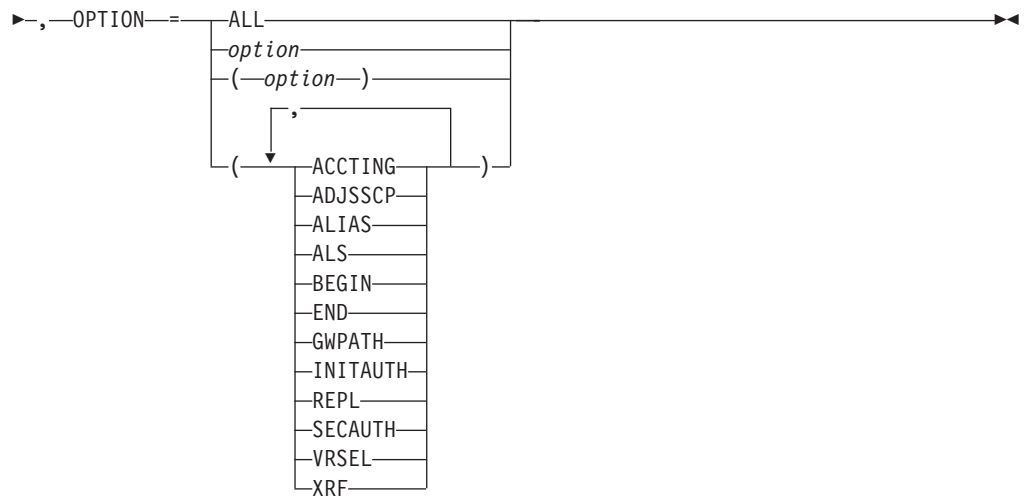 , OPTION = ALL
option
( option )
,
( ACCTING )
ADJSSCP
ALIAS
ALS
BEGIN
END
GWPATH
INITAUTH
REPL
SECAUTH
VRSEL
XRF